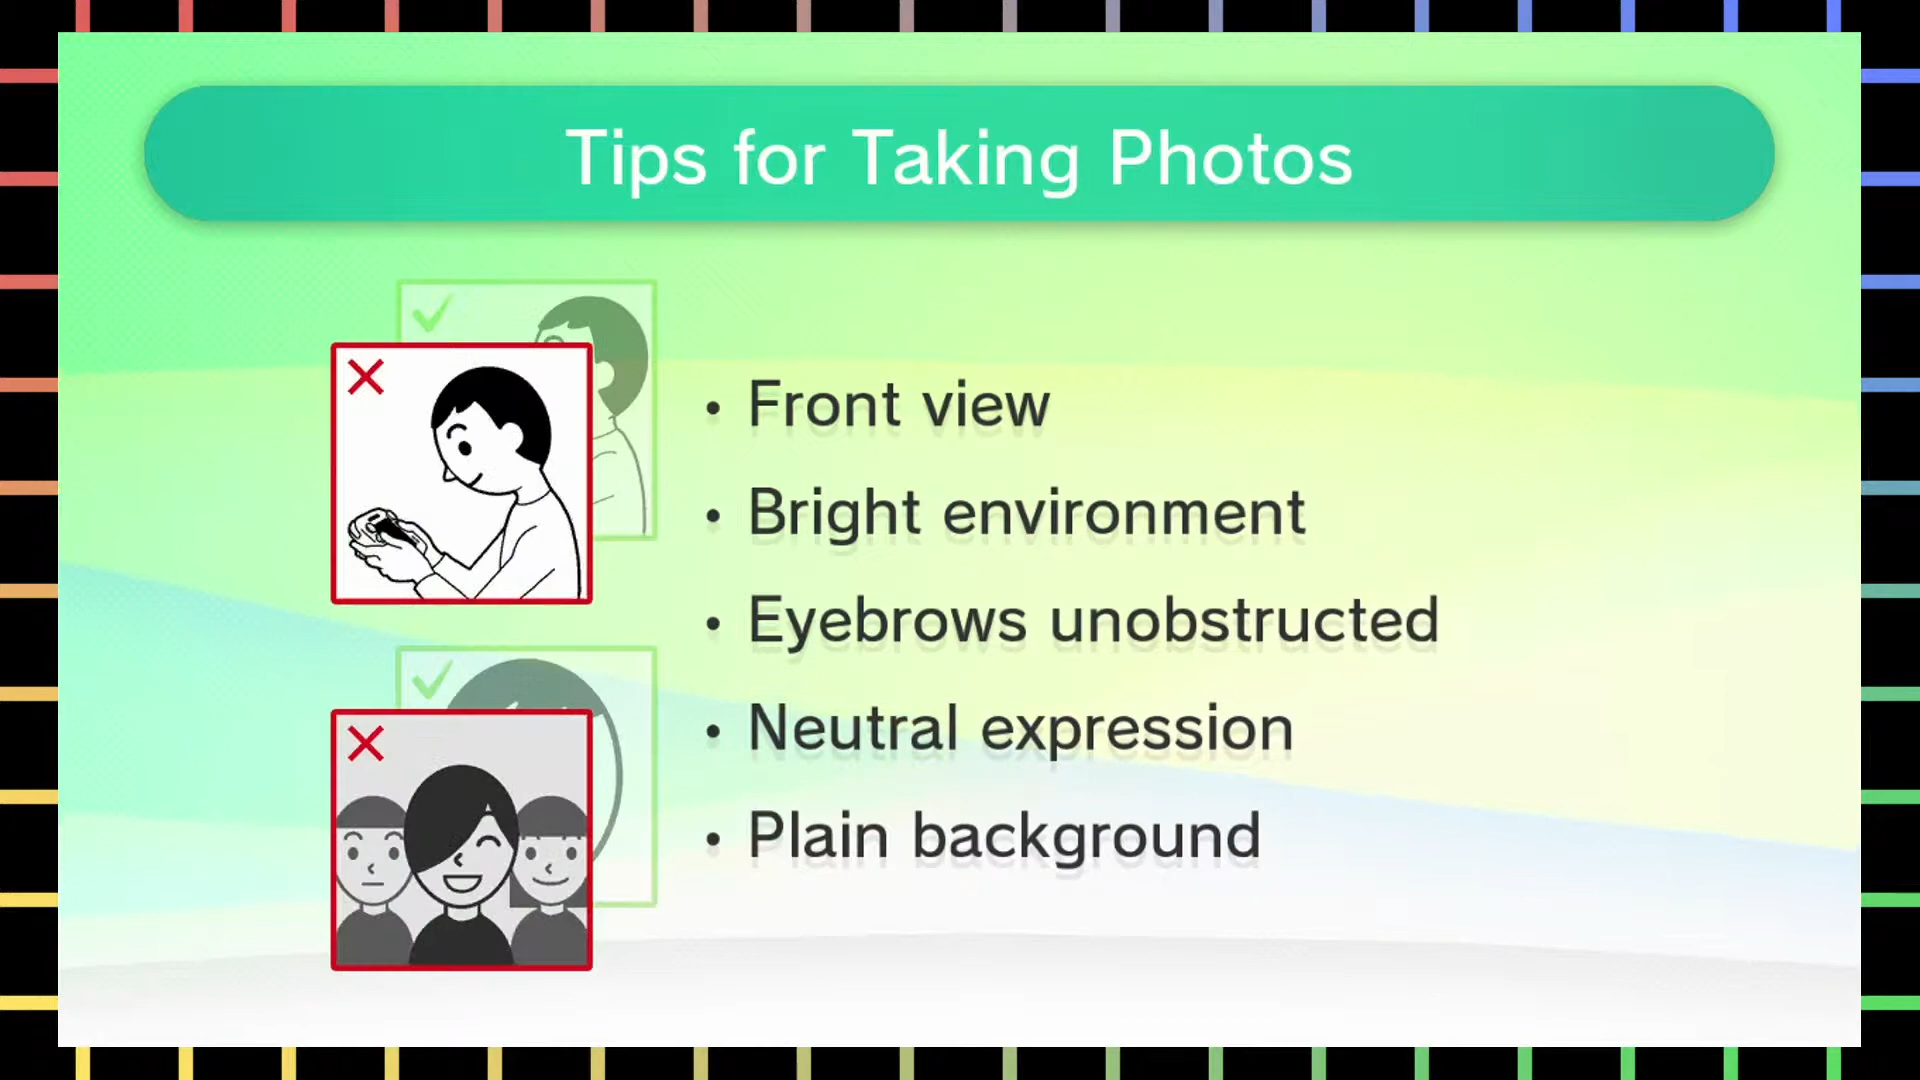 Tips for Taking Photos
• Front view
• Bright environment
• Eyebrows unobstructed
• Neutral expression
• Plain background